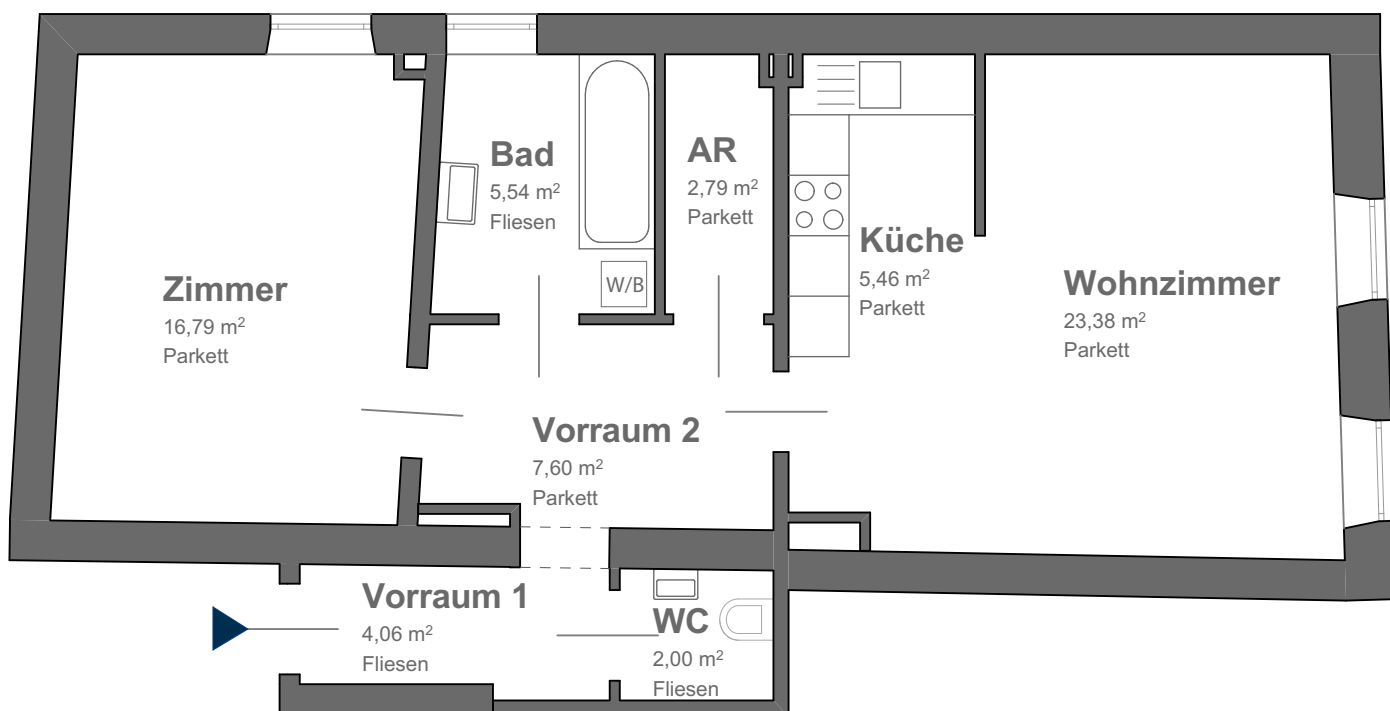 Bad
5,54 m²
Fliesen
AR
2,79 m²
Parkett
Küche
5,46 m²
Parkett
W/B
Zimmer
16,79 m²
Parkett
Wohnzimmer
23,38 m²
Parkett
Vorraum 2
7,60 m²
Parkett
Vorraum 1
4,06 m²
Fliesen
WC
2,00 m²
Fliesen